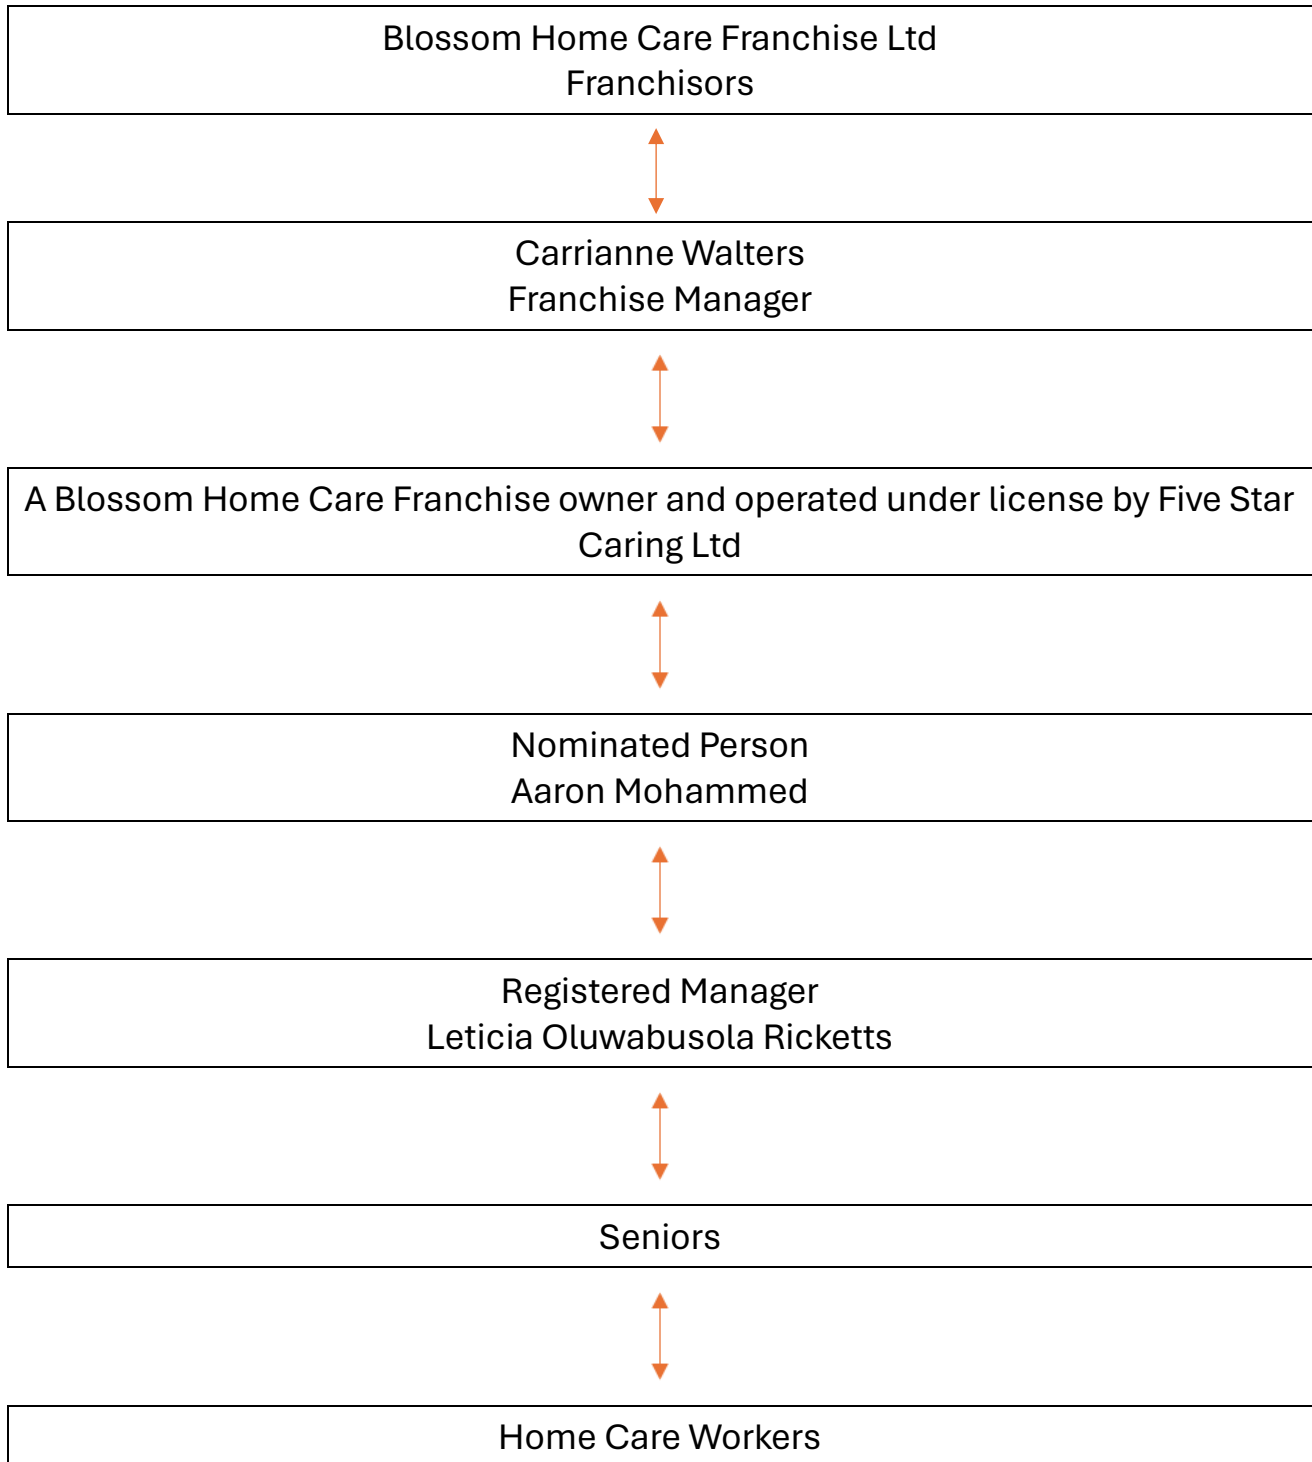 Blossom Home Care Franchise Ltd
Franchisors
Carrianne Walters
Franchise Manager
A Blossom Home Care Franchise owner and operated under license by Five Star
Caring Ltd
Nominated Person
Aaron Mohammed
Registered Manager
Leticia Oluwabusola Ricketts
Seniors
Home Care Workers